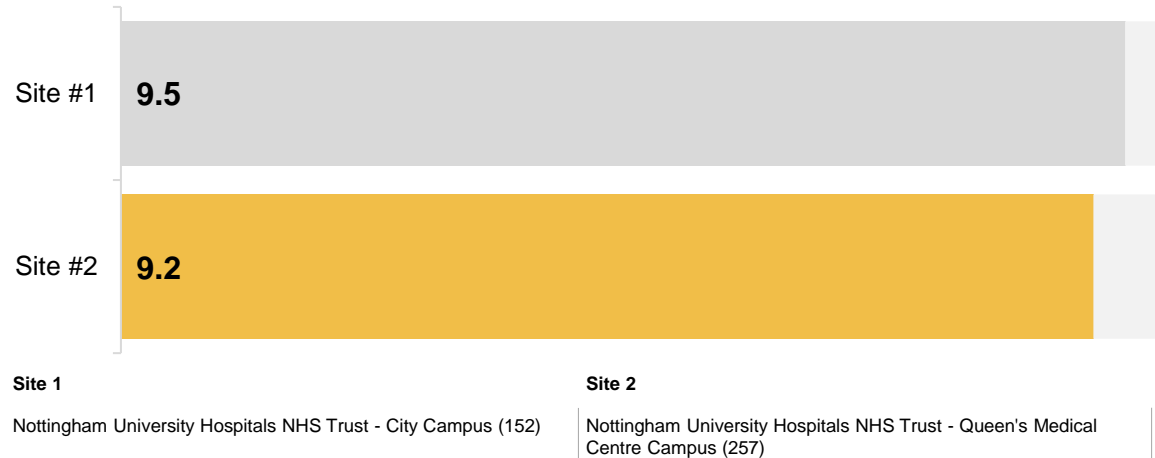 Site #1
9.5
Site #2
9.2
Site 1
Site 2
Nottingham University Hospitals NHS Trust - City Campus (152)
Nottingham University Hospitals NHS Trust - Queen's Medical
Centre Campus (257)